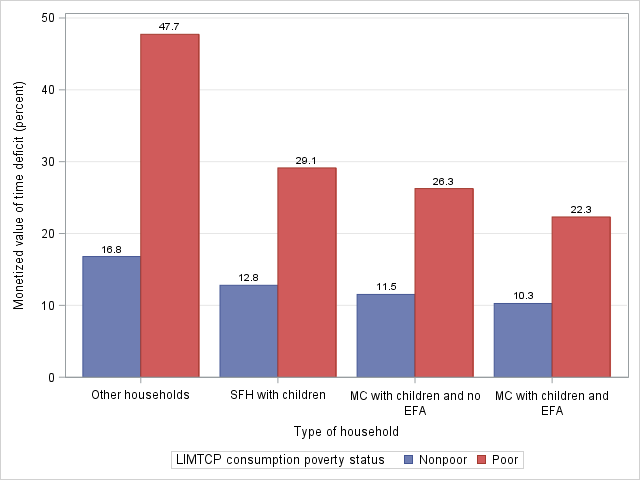 Monetized value of time deficit (percent)
50
40
30
20
10
0
47.7
16.8
29.1
12.8
26.3
11.5
22.3
10.3
Other households
SFH with children
MC with children and no
EFA
MC with children and
EFA
Type of household
LIMTCP consumption poverty status Nonpoor Poor